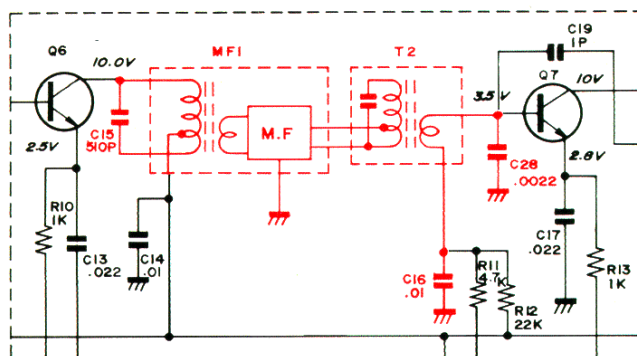 C19
1P
Q6
10.0V
MF1
T2
Q7
10V
3.5 V
C15
510P
M.F
2.5V
C28
.0022
2.8V
R10
1K
C13
.022
C14
.01
C16
.01
R11
4.7K
R12
22K
C17
.022
R13
1K